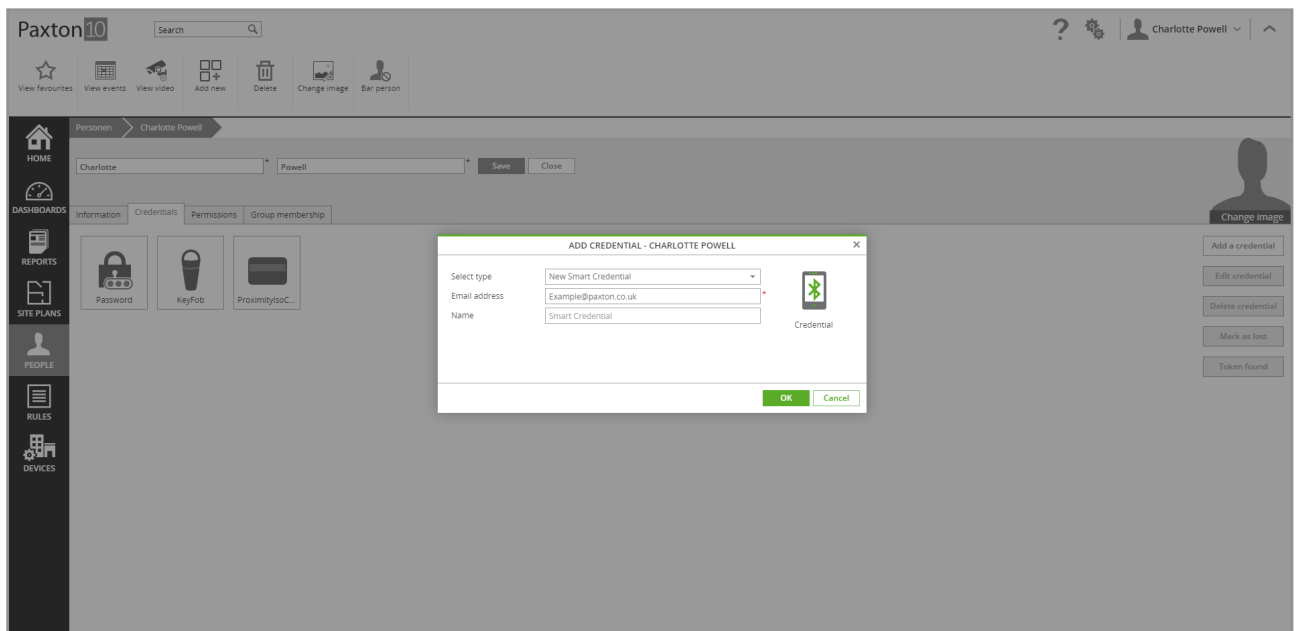 Paxton10
Search
Charlotte Powell
View favourites
View events
View video
Add new
Delete
Change image
Bar person
HOME
DASHBOARDS
REPORTS
SITE PLANS
PEOPLE
RULES
DEVICES
Personen
Charlotte Powell
Charlotte *
Powell *
Save
Close
Information
Credentials
Permissions
Group membership
Change image
Password
KeyFob
ProximityIsoC...
ADD CREDENTIAL - CHARLOTTE POWELL
Select type
New Smart Credential
Email address
Example@paxton.co.uk *
Name
Smart Credential
Credential
OK
Cancel
Add a credential
Edit credential
Delete credential
Mark as lost
Token found